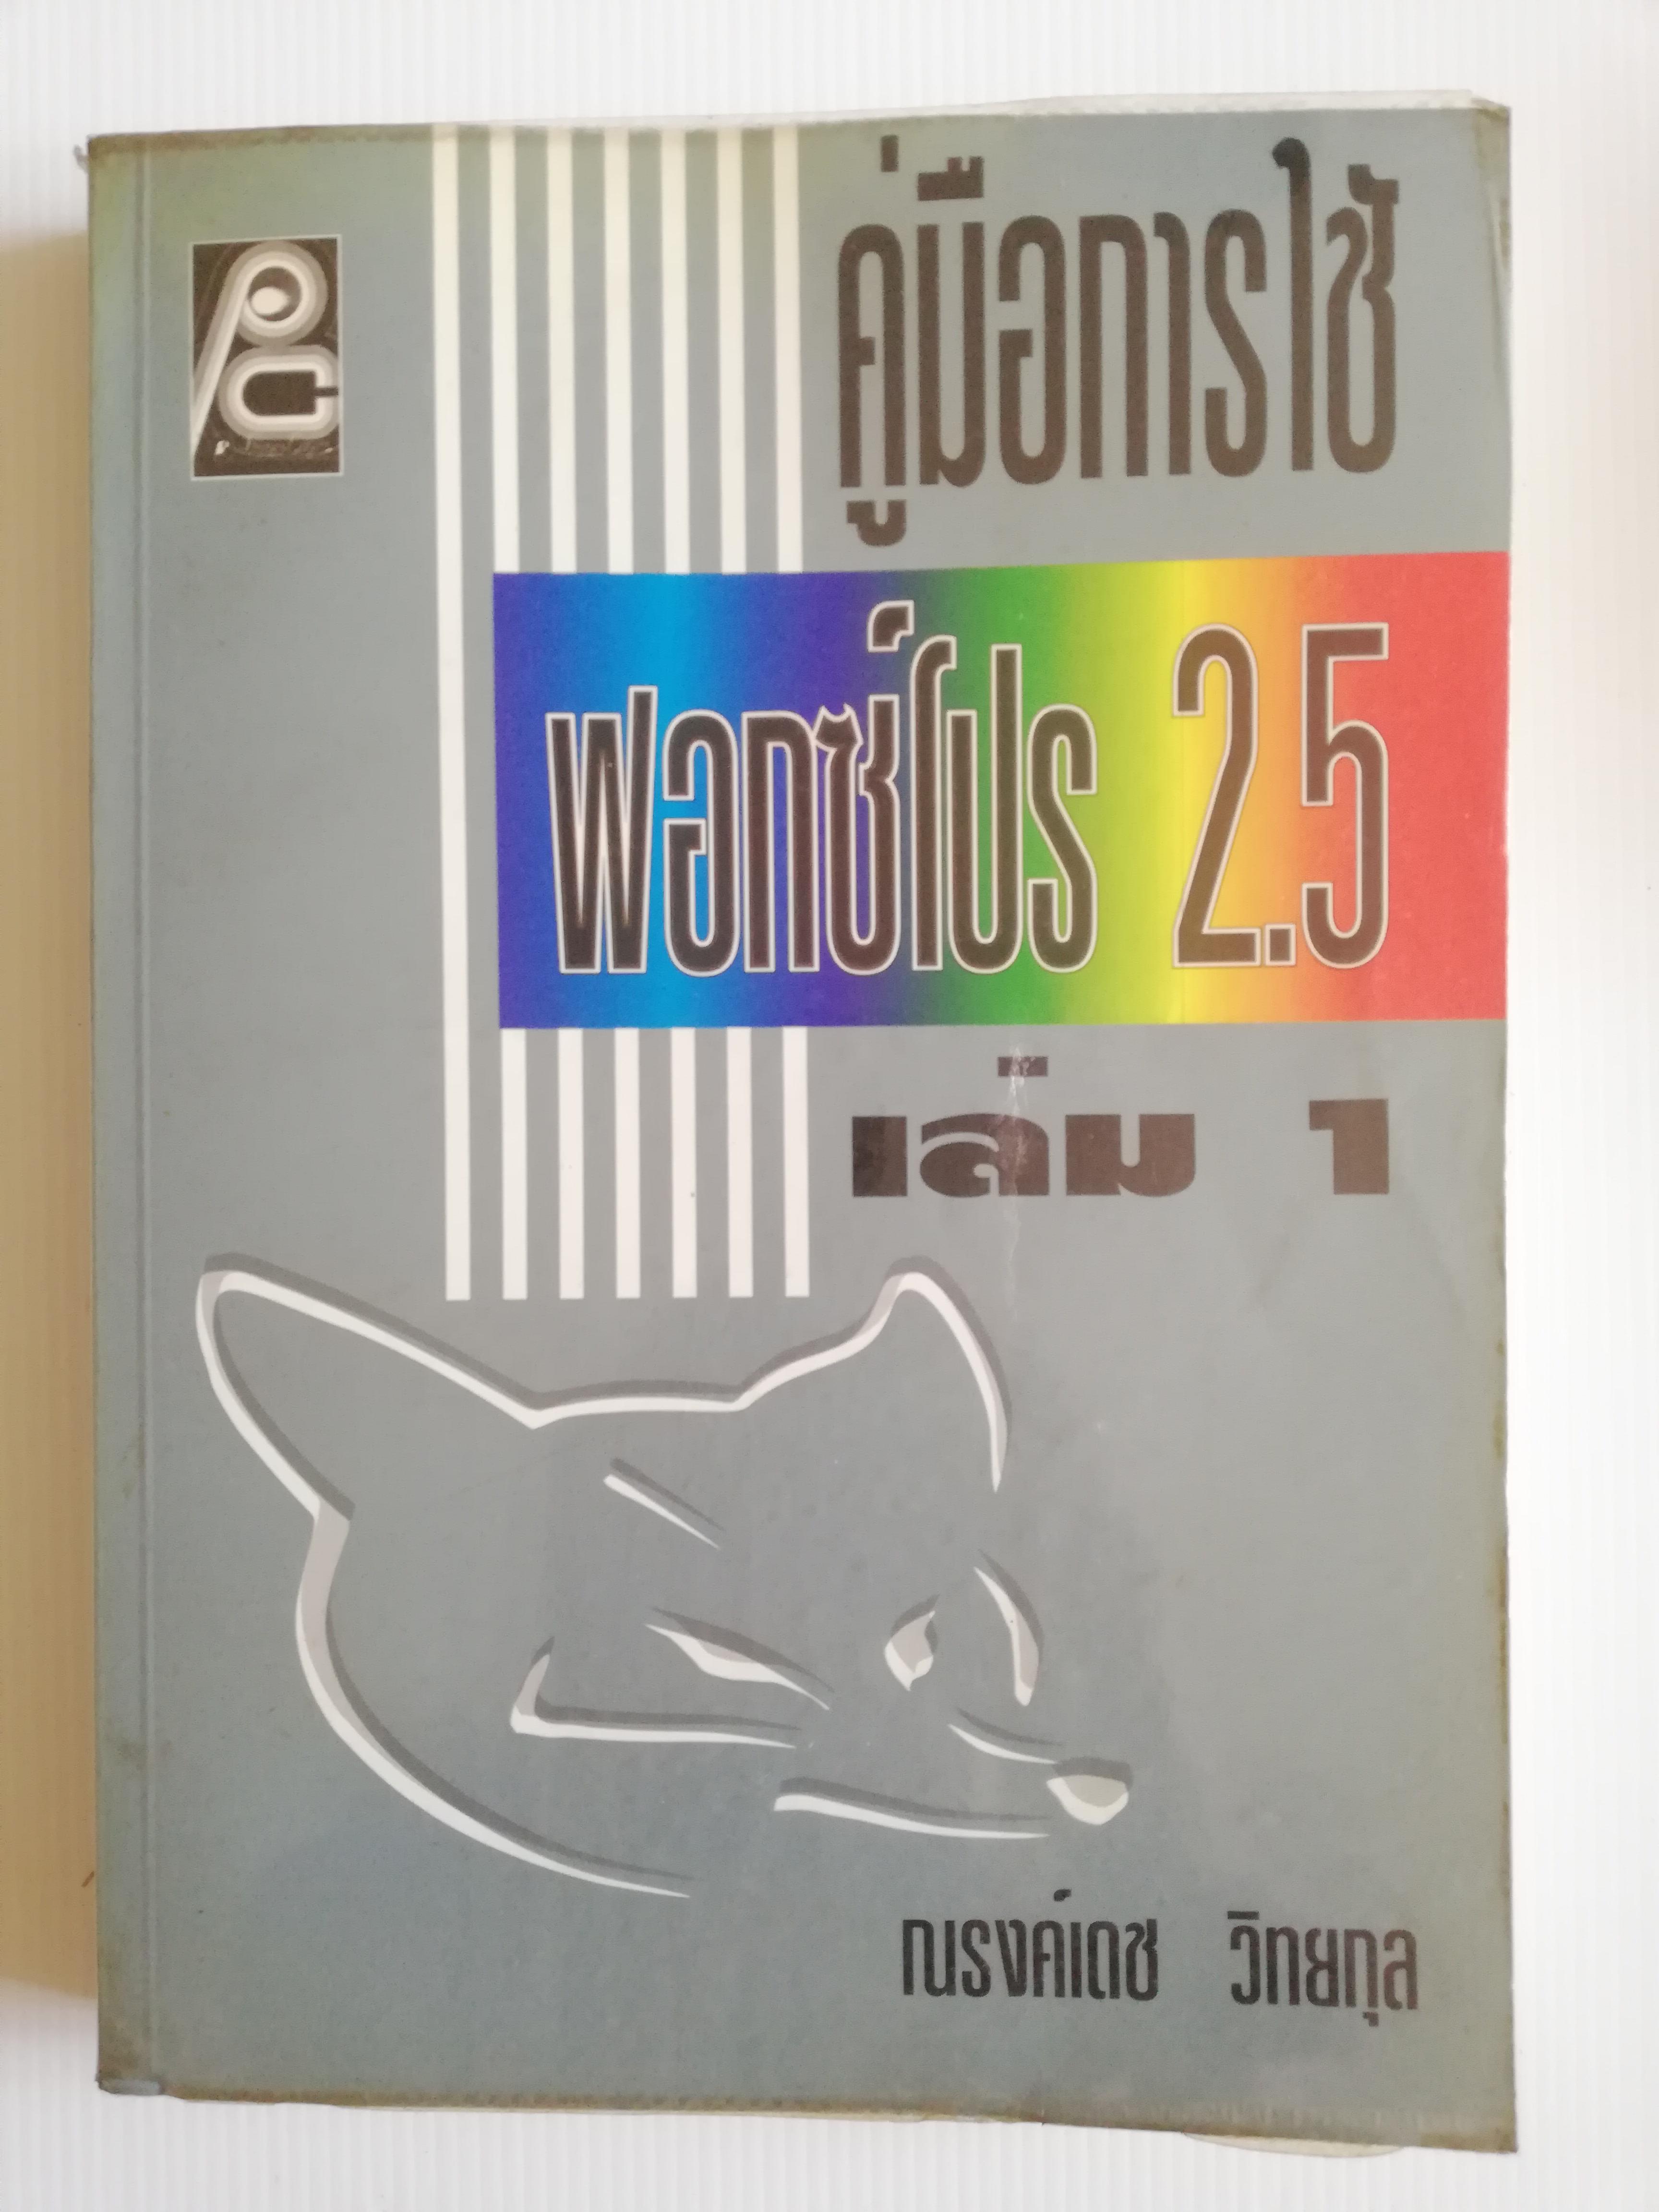 คู่มือการใช้
ฟอกซ์โปร 2.5
เล่ม 1
ณรงค์เดช วิทยกุล